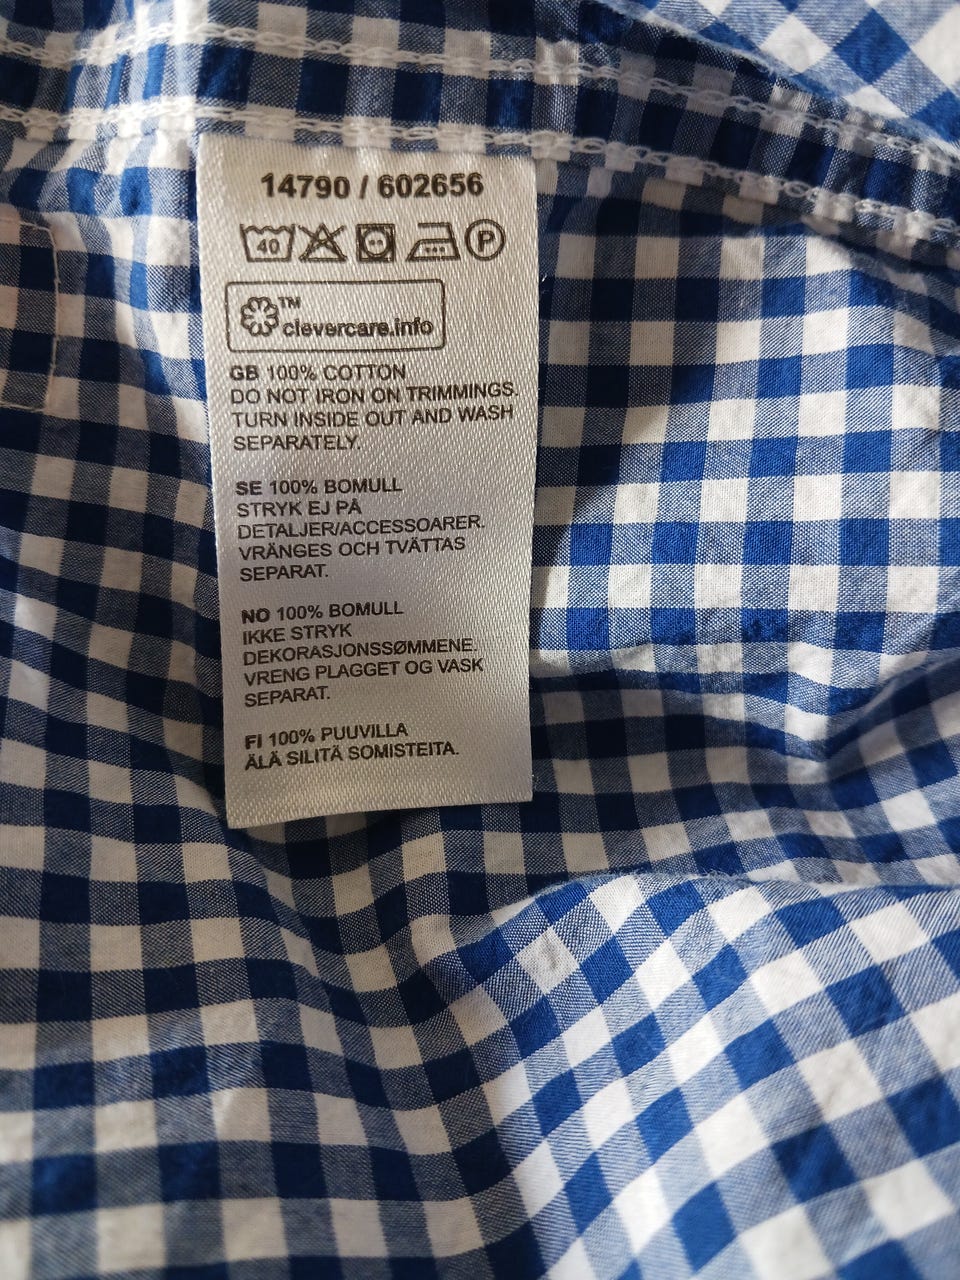 14790 / 602656
40 P
™ clevercare.info
GB 100% COTTON
DO NOT IRON ON TRIMMINGS.
TURN INSIDE OUT AND WASH
SEPARATELY.
SE 100% BOMULL
STRYK EJ PÅ
DETALJER/ACCESSOARER.
VRÄNGES OCH TVÄTTAS
SEPARAT.
NO 100% BOMULL
IKKE STRYK
DEKORASJONSSØMMENE.
VRENG PLAGGET OG VASK
SEPARAT.
FI 100% PUUVILLA
ÄLÄ SILITÄ SOMISTEITA.